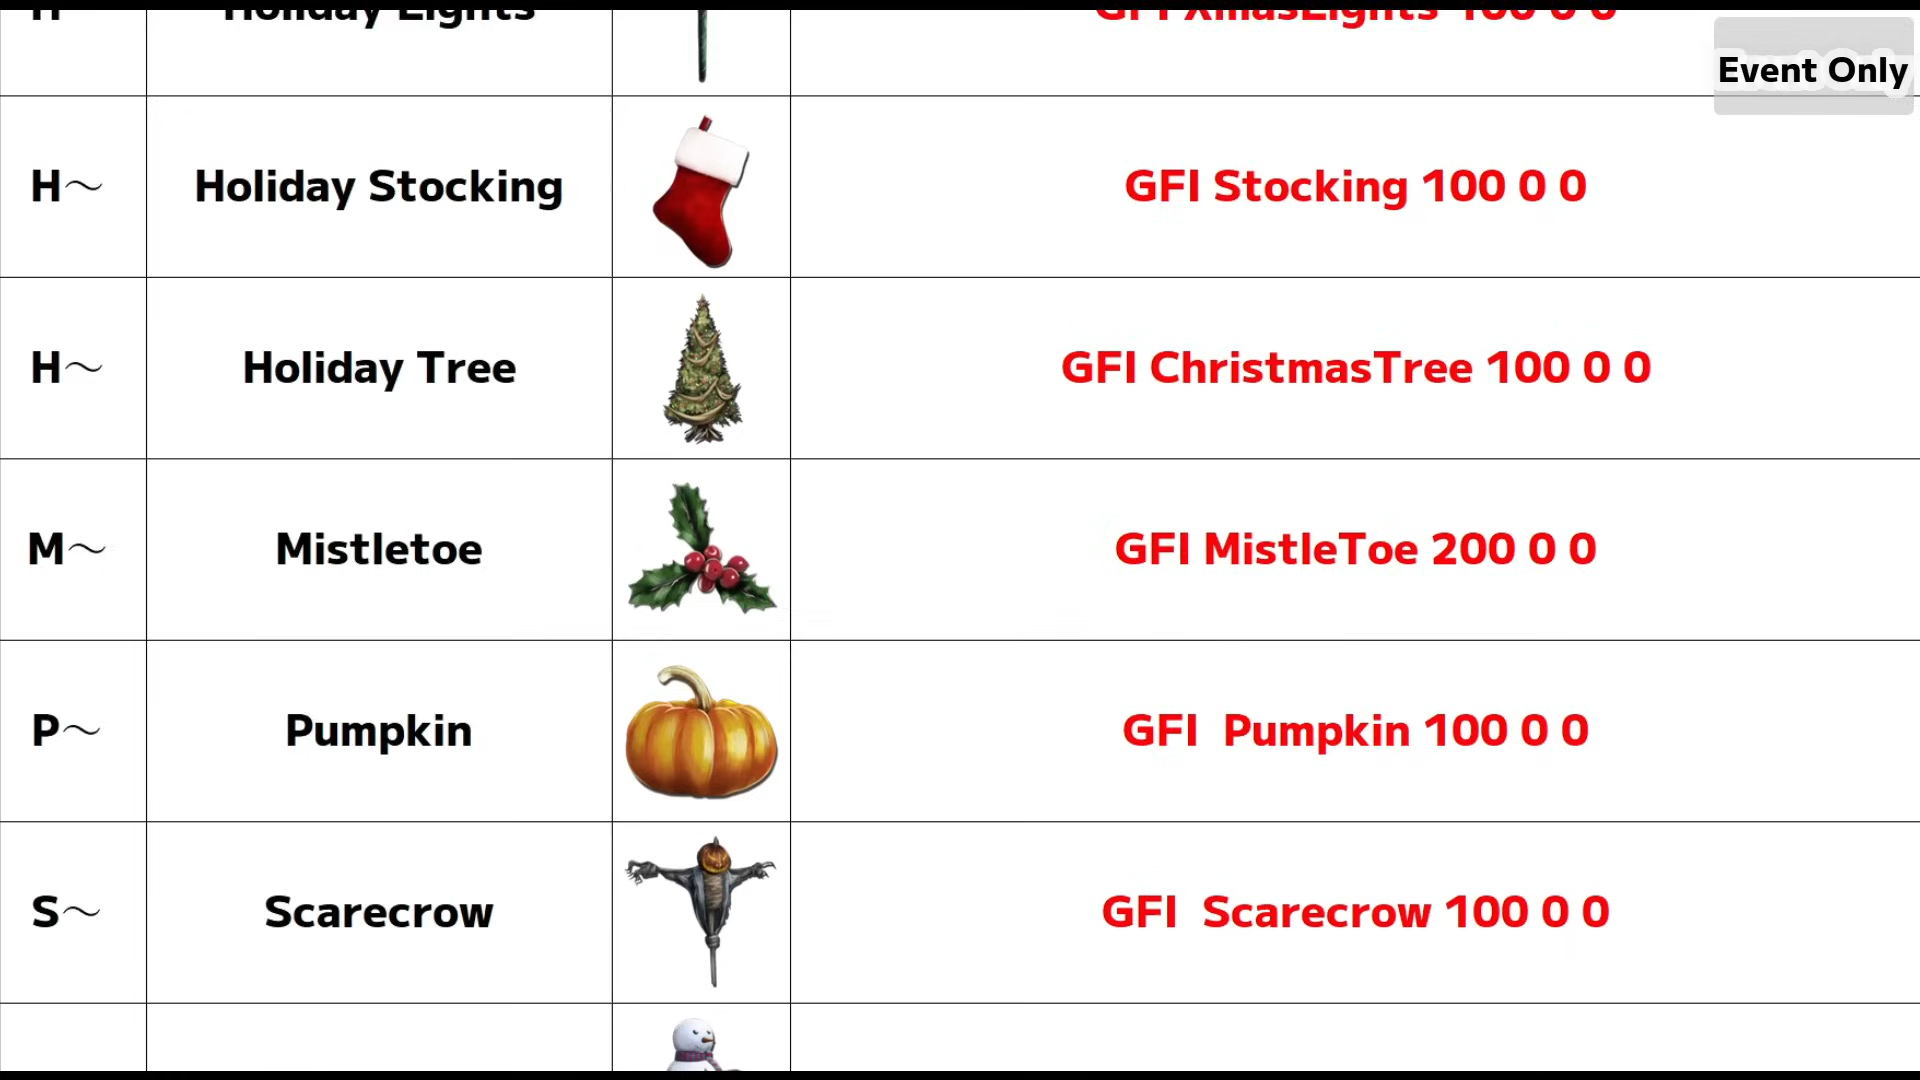 Holiday Lights
GFI XmasLights 100 0 0
Event Only
H～ Holiday Stocking GFI Stocking 100 0 0
H～ Holiday Tree GFI ChristmasTree 100 0 0
M～ Mistletoe GFI MistleToe 200 0 0
P～ Pumpkin GFI  Pumpkin 100 0 0
S～ Scarecrow GFI  Scarecrow 100 0 0